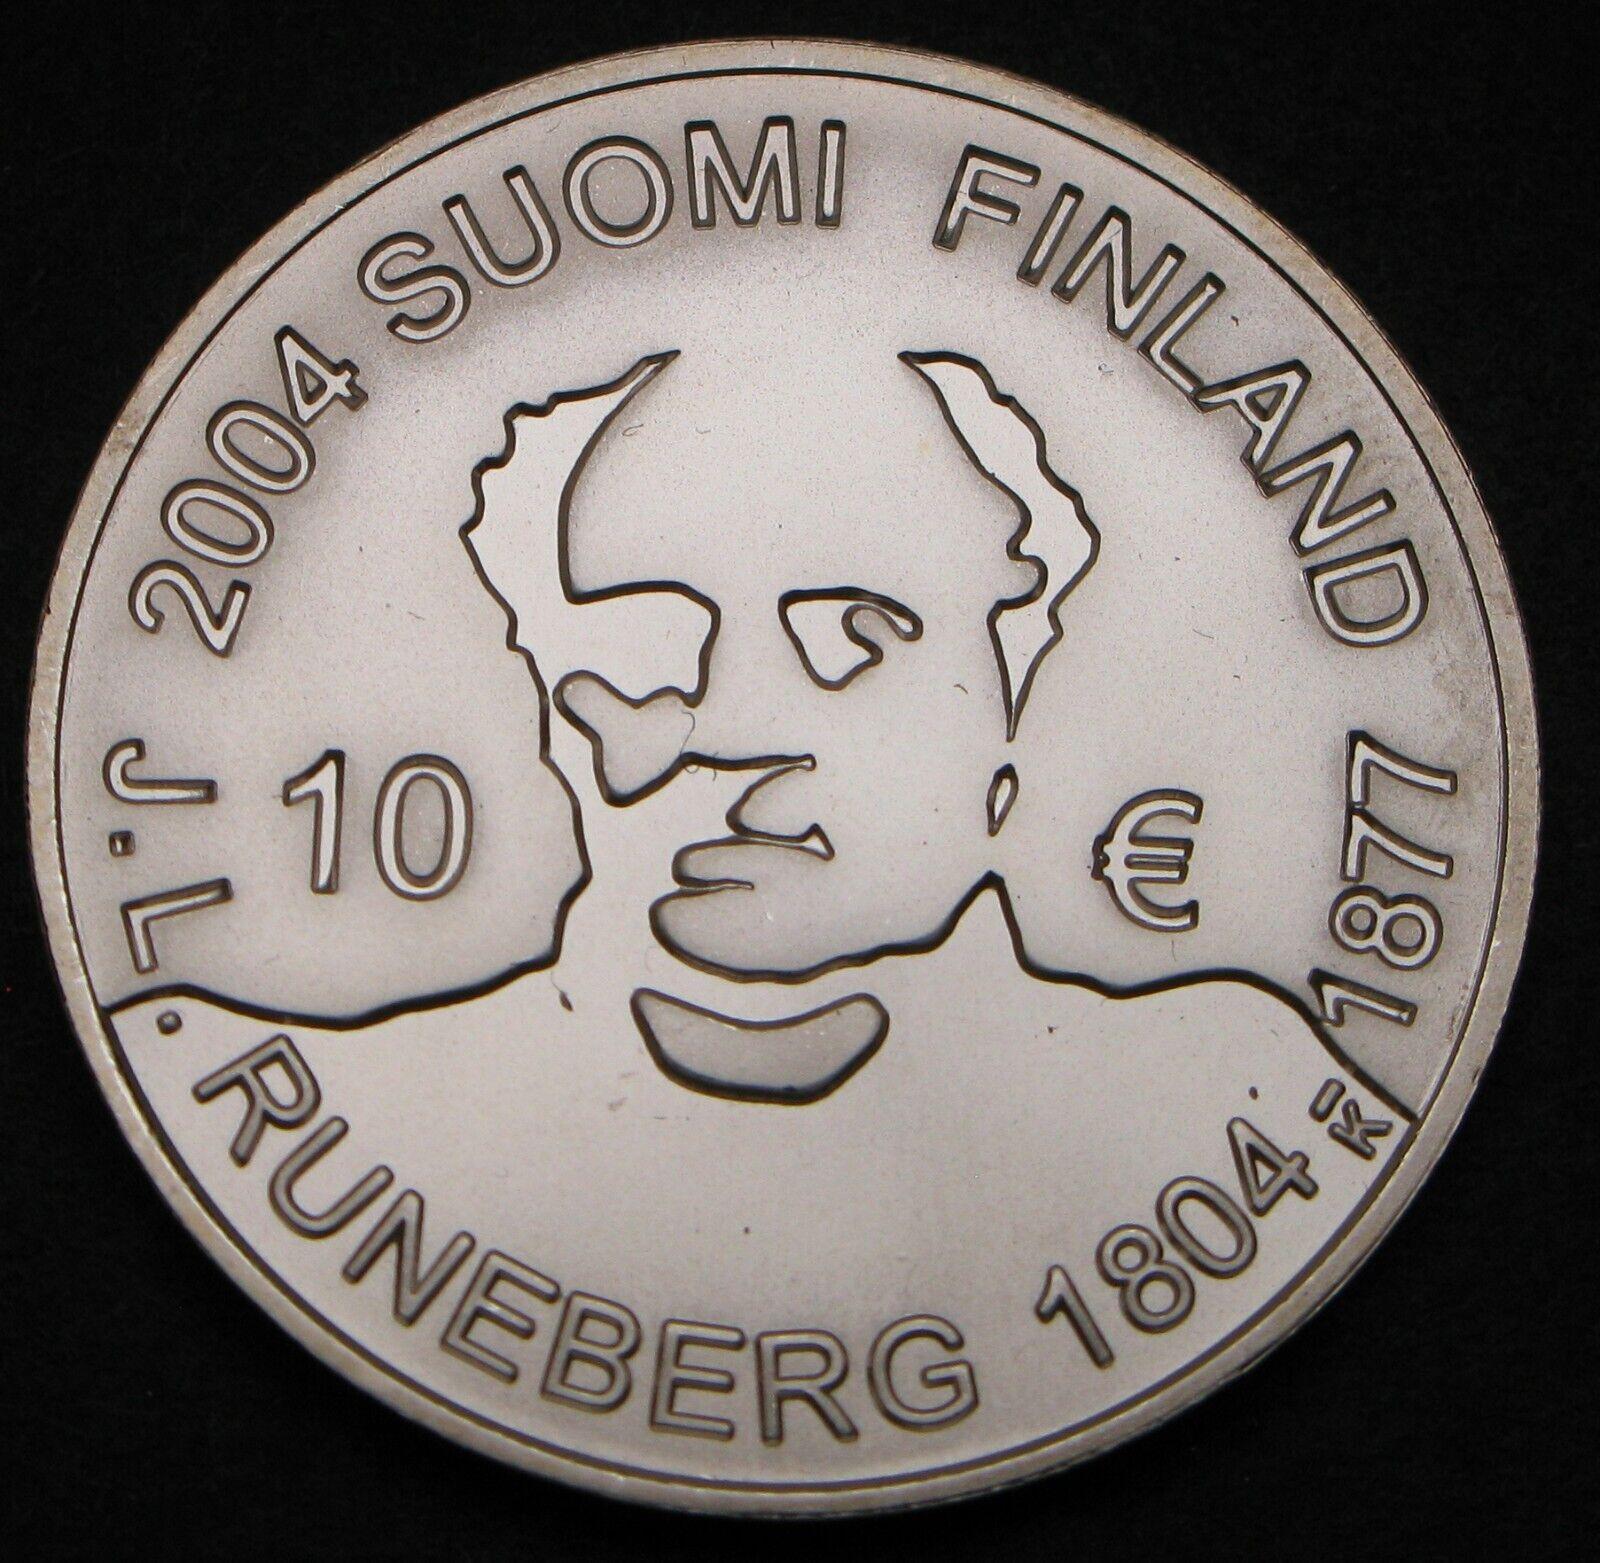 2004 SUOMI FINLAND
10 €
J.L. RUNEBERG 1804
1877
K